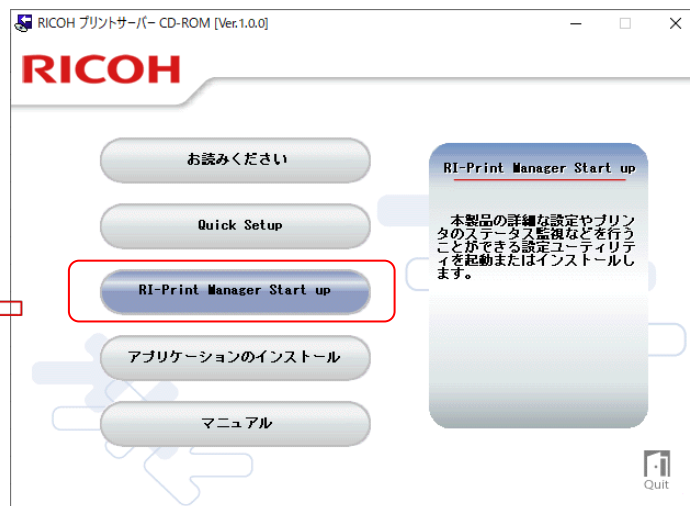 RICOH プリントサーバー CD-ROM [Ver.1.0.0]
RICOH
お読みください
Quick Setup
RI-Print Manager Start up
アプリケーションのインストール
マニュアル
RI-Print Manager Start up
本製品の詳細な設定やプリン
タのステータス監視などを行う
ことができる設定ユーティリテ
ィを起動またはインストールし
ます。
Quit